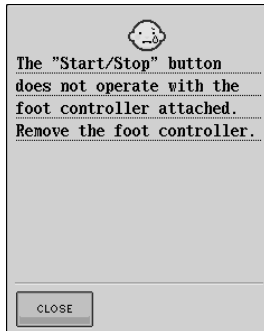 The "Start/Stop" button
does not operate with the
foot controller attached.
Remove the foot controller.
CLOSE